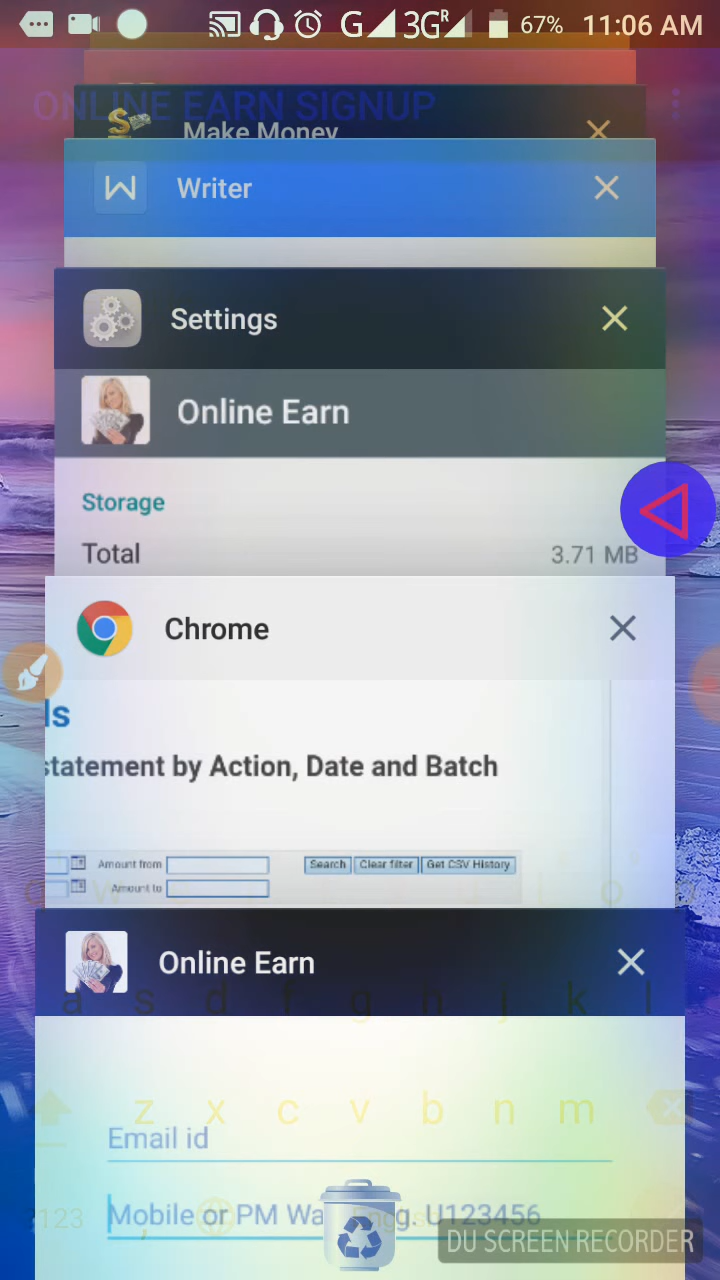 G 3G R 67% 11:06 AM
ONLINE EARN SIGNUP
Make Money
Writer
Settings
Online Earn
Storage
Total 3.71 MB
Chrome
ls
statement by Action, Date and Batch
Amount from Search Clear filter Get CSV History
Amount to
Online Earn
a s d f g h j k l
z x c v b n m
Email id
?123 Mobile or PM Wa g. U123456
DU SCREEN RECORDER